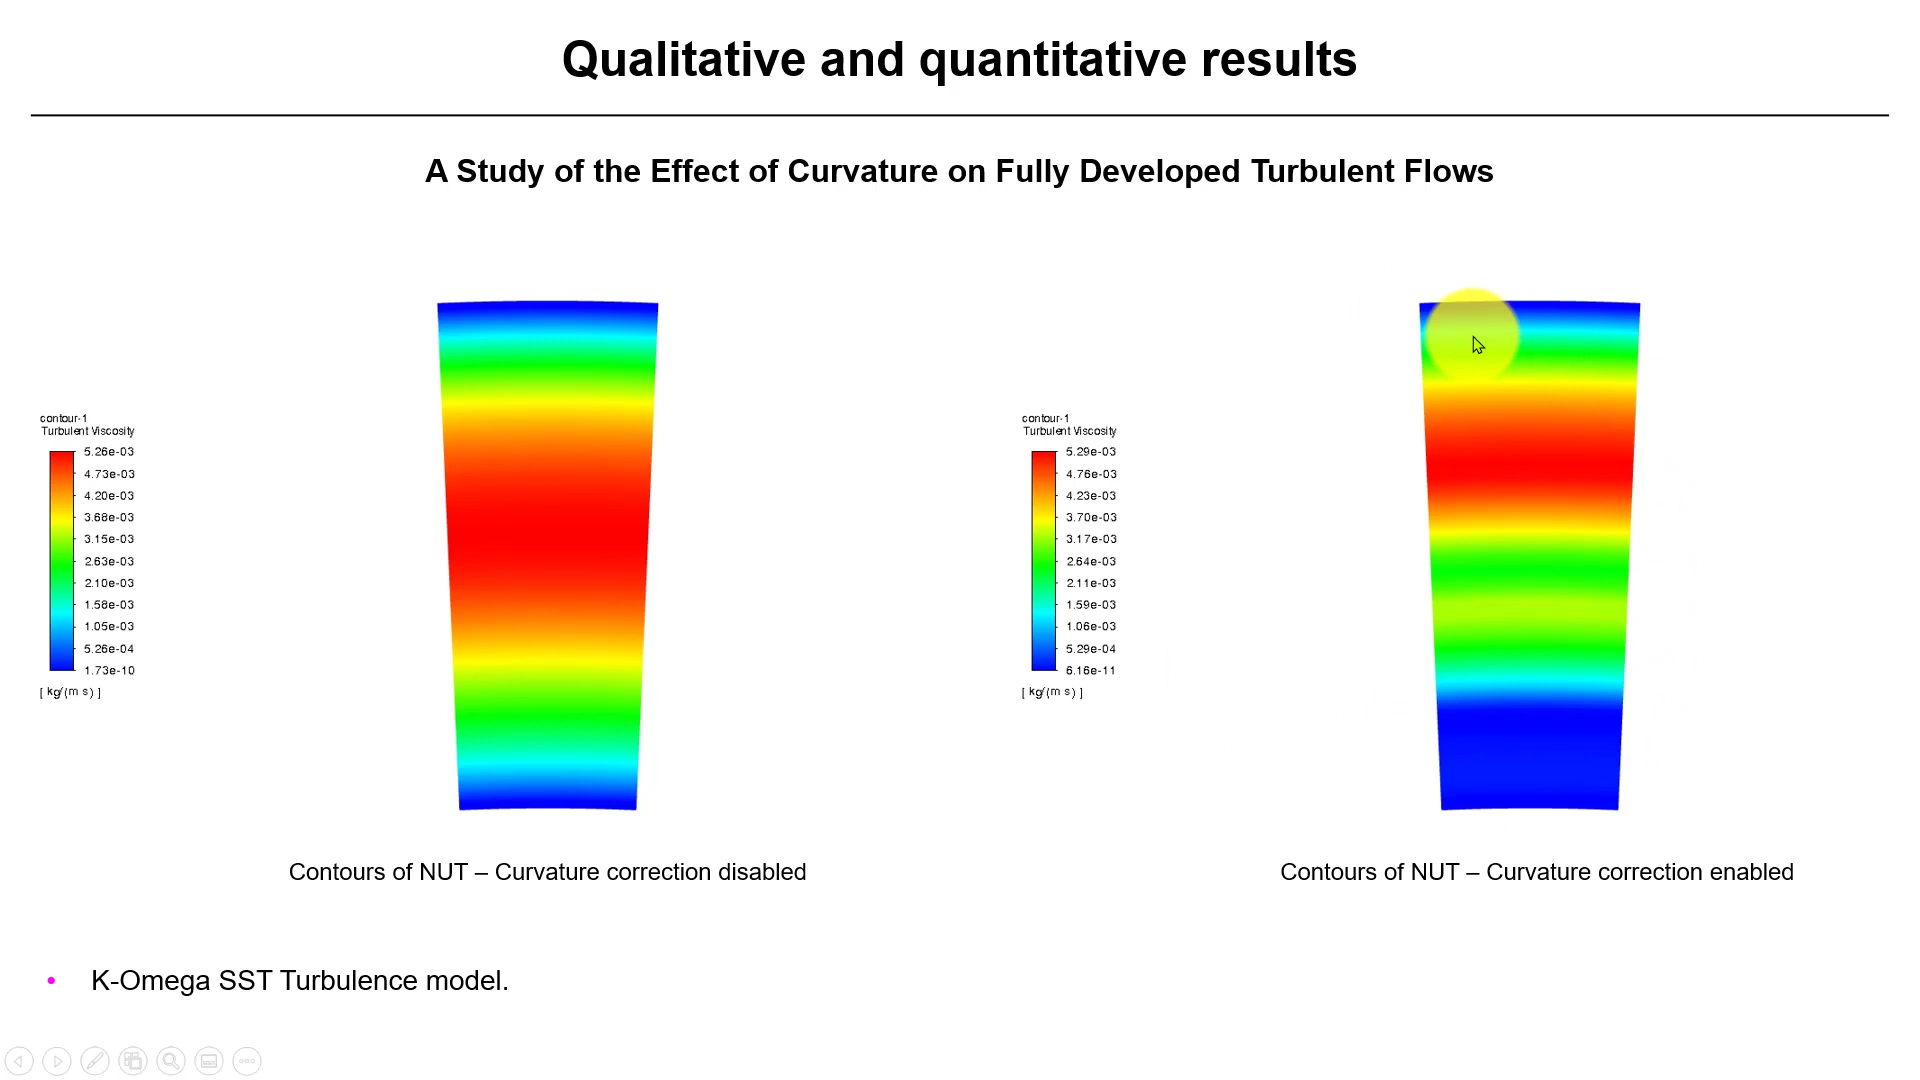 Qualitative and quantitative results
A Study of the Effect of Curvature on Fully Developed Turbulent Flows
contour-1
Turbulent Viscosity
5.26e-03
4.73e-03
4.20e-03
3.68e-03
3.15e-03
2.63e-03
2.10e-03
1.58e-03
1.05e-03
5.26e-04
1.73e-10
[ kg/(m s) ]
contour-1
Turbulent Viscosity
5.29e-03
4.76e-03
4.23e-03
3.70e-03
3.17e-03
2.64e-03
2.11e-03
1.59e-03
1.06e-03
5.29e-04
6.16e-11
[ kg/(m s) ]
Contours of NUT – Curvature correction disabled
Contours of NUT – Curvature correction enabled
• K-Omega SST Turbulence model.